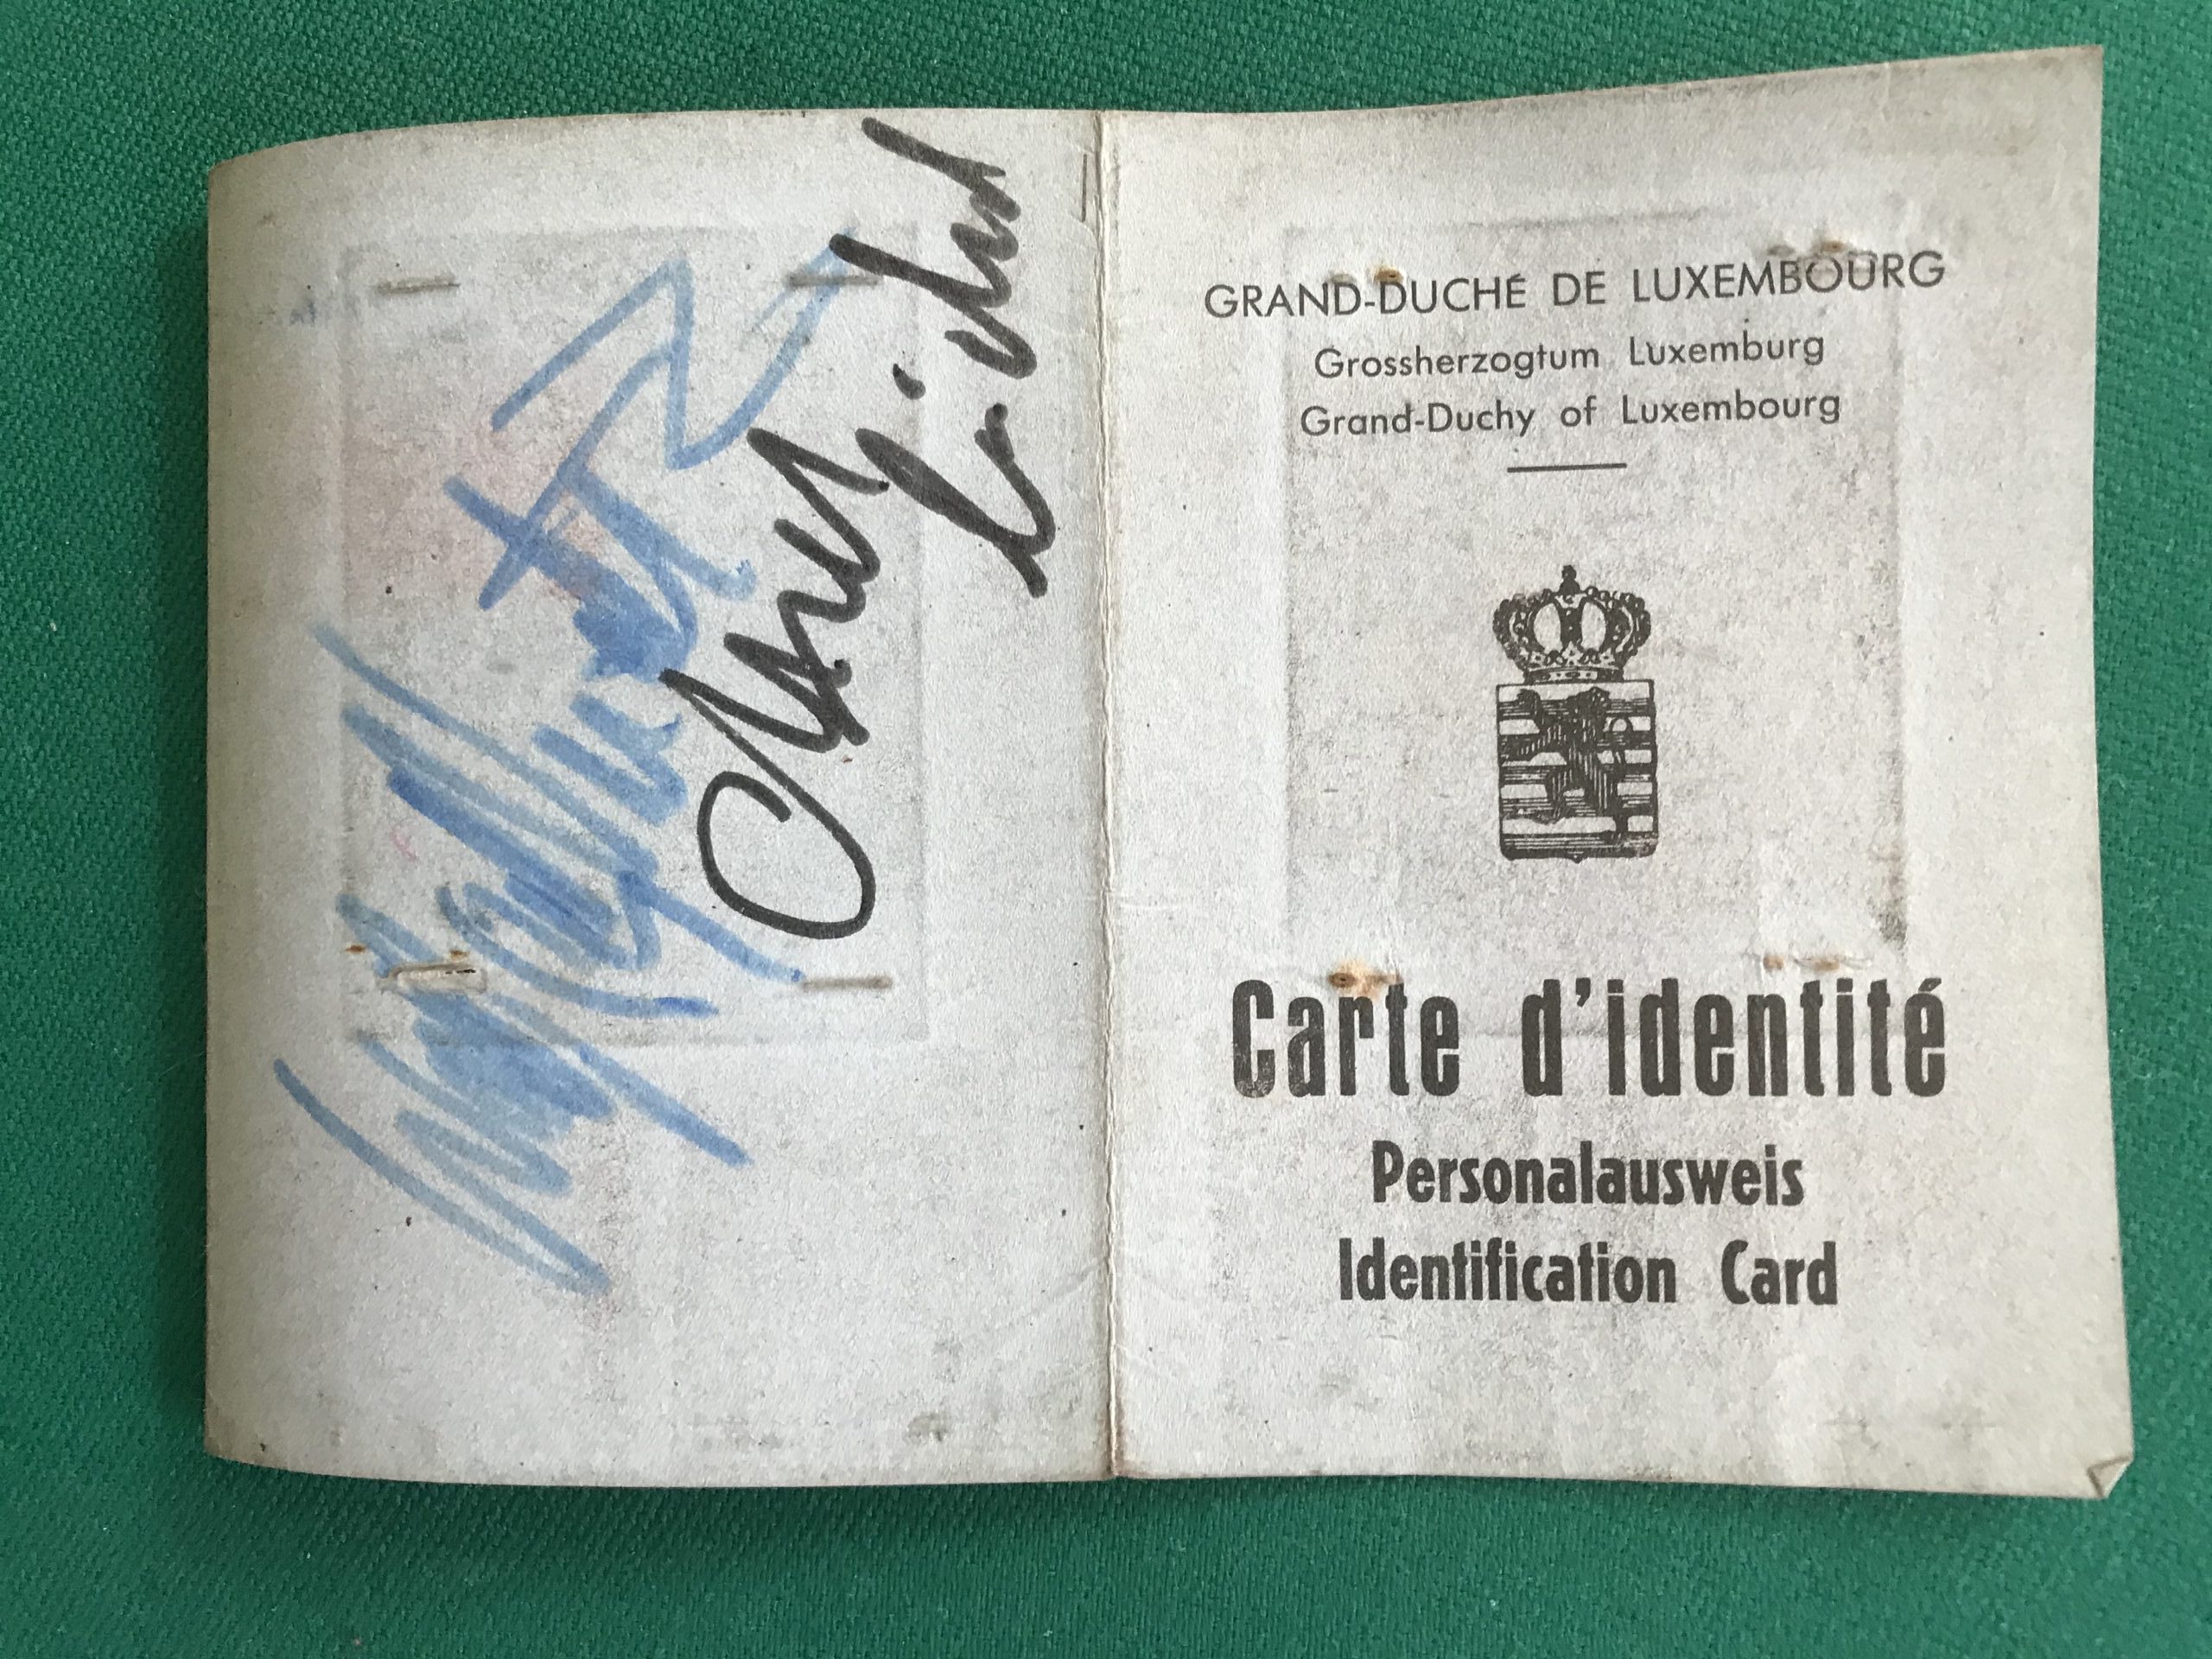 GRAND-DUCHÉ DE LUXEMBOURG
Grossherzogtum Luxemburg
Grand-Duchy of Luxembourg
Carte d'identité
Personalausweis
Identification Card